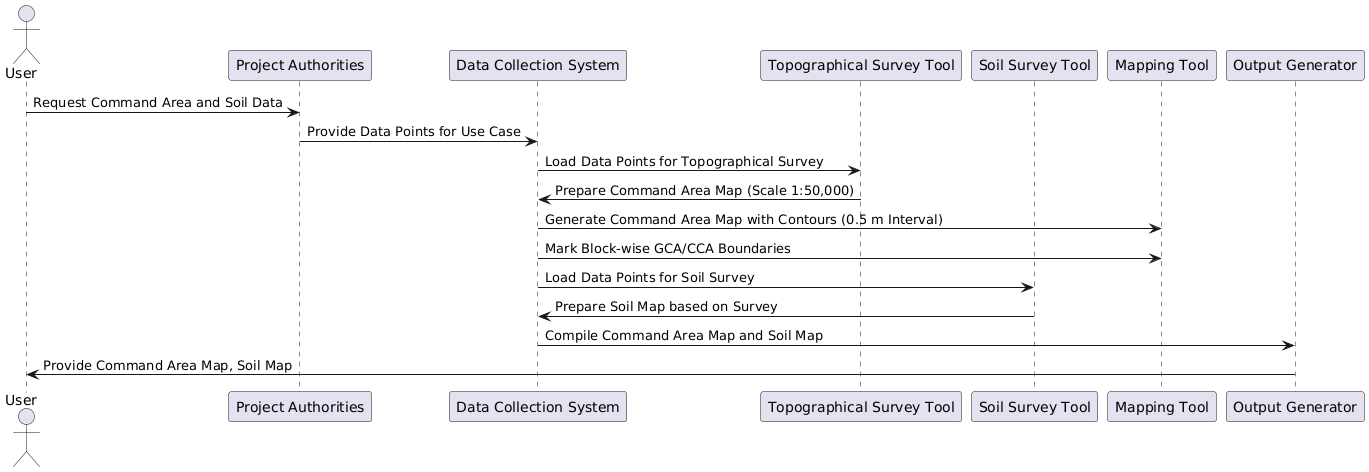 User
Project Authorities
Data Collection System
Topographical Survey Tool
Soil Survey Tool
Mapping Tool
Output Generator
Request Command Area and Soil Data
Provide Data Points for Use Case
Load Data Points for Topographical Survey
Prepare Command Area Map (Scale 1:50,000)
Generate Command Area Map with Contours (0.5 m Interval)
Mark Block-wise GCA/CCA Boundaries
Load Data Points for Soil Survey
Prepare Soil Map based on Survey
Compile Command Area Map and Soil Map
Provide Command Area Map, Soil Map
User
Project Authorities
Data Collection System
Topographical Survey Tool
Soil Survey Tool
Mapping Tool
Output Generator